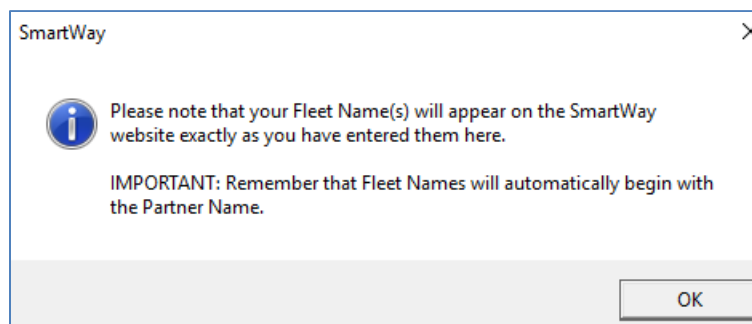 SmartWay
Please note that your Fleet Name(s) will appear on the SmartWay
website exactly as you have entered them here.
IMPORTANT: Remember that Fleet Names will automatically begin with
the Partner Name.
OK